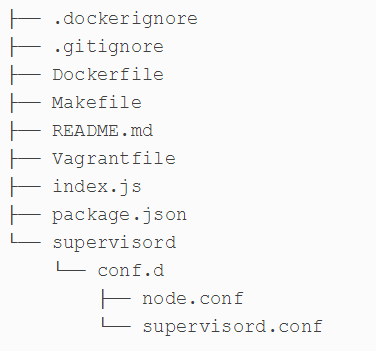 ├── .dockerignore
├── .gitignore
├── Dockerfile
├── Makefile
├── README.md
├── Vagrantfile
├── index.js
├── package.json
└── supervisord
    └── conf.d
        ├── node.conf
        └── supervisord.conf